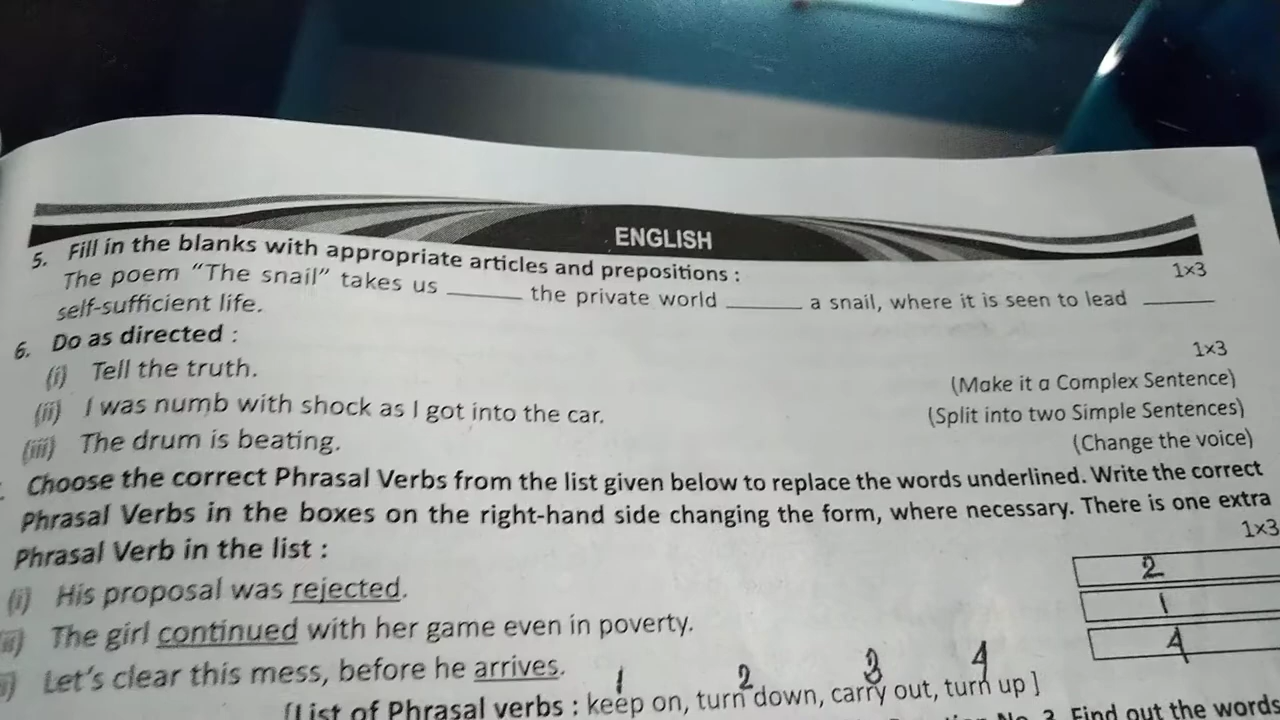 ENGLISH
5. Fill in the blanks with appropriate articles and prepositions : 1×3
The poem “The snail” takes us ______ the private world ______ a snail, where it is seen to lead ______
self-sufficient life.
6. Do as directed : 1×3
(i) Tell the truth. (Make it a Complex Sentence)
(ii) I was numb with shock as I got into the car. (Split into two Simple Sentences)
(iii) The drum is beating. (Change the voice)
Choose the correct Phrasal Verbs from the list given below to replace the words underlined. Write the correct
Phrasal Verbs in the boxes on the right-hand side changing the form, where necessary. There is one extra
Phrasal Verb in the list : 1×3
(i) His proposal was rejected. 2
The girl continued with her game even in poverty. 1
Let’s clear this mess, before he arrives. 4
1 2 3 4
[List of Phrasal verbs : keep on, turn down, carry out, turn up ]
No. 3. Find out the words